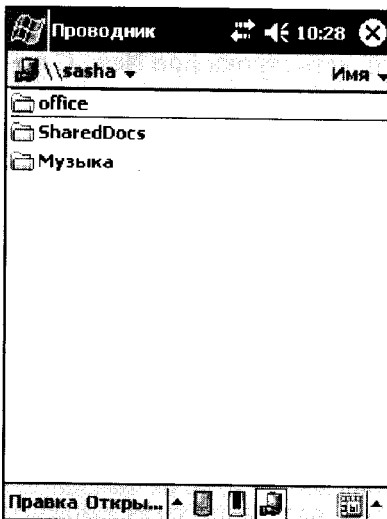 Проводник 10:28
\\sasha Имя
office
SharedDocs
Музыка
Правка Откры...